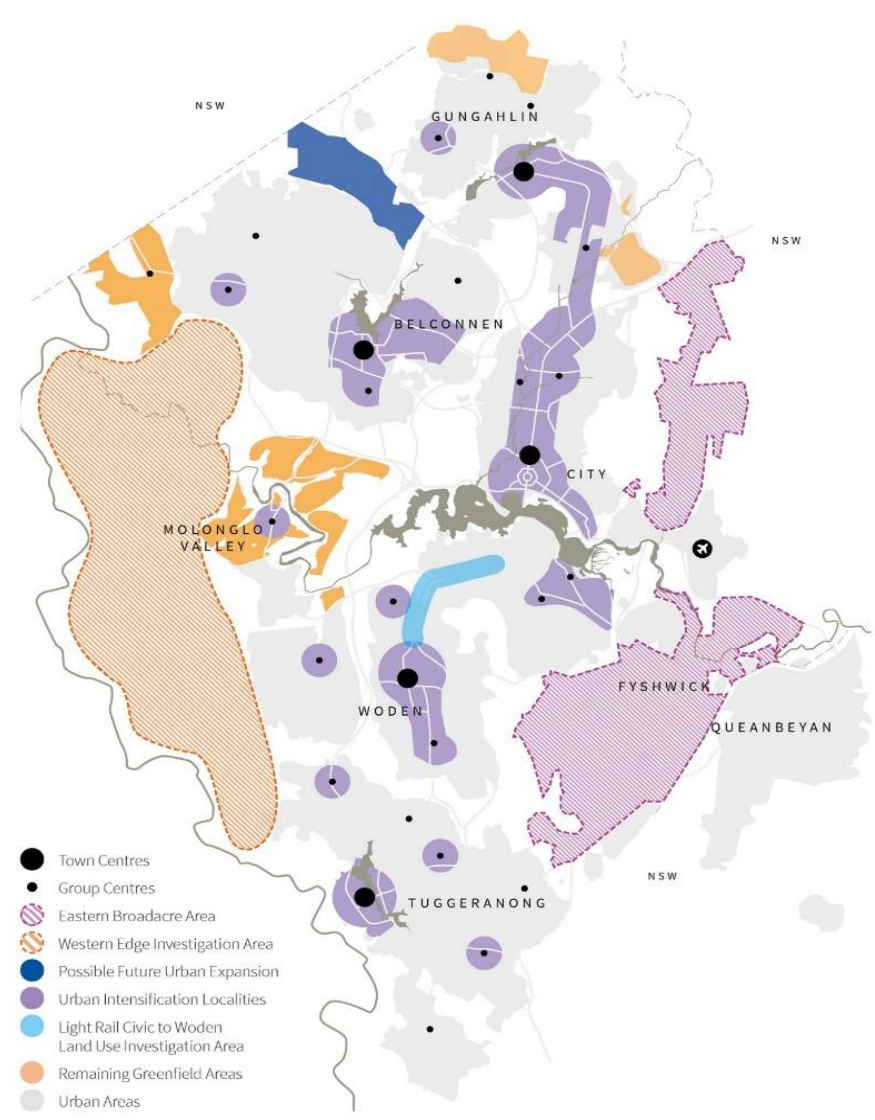 NSW
GUNGAHLIN
NSW
BELCONNEN
CITY
MOLONGLO
VALLEY
FYSHWICK
WODEN
QUEANBEYAN
NSW
TUGGERANONG
Town Centres
Group Centres
Eastern Broadacre Area
Western Edge Investigation Area
Possible Future Urban Expansion
Urban Intensification Localities
Light Rail Civic to Woden
Land Use Investigation Area
Remaining Greenfield Areas
Urban Areas